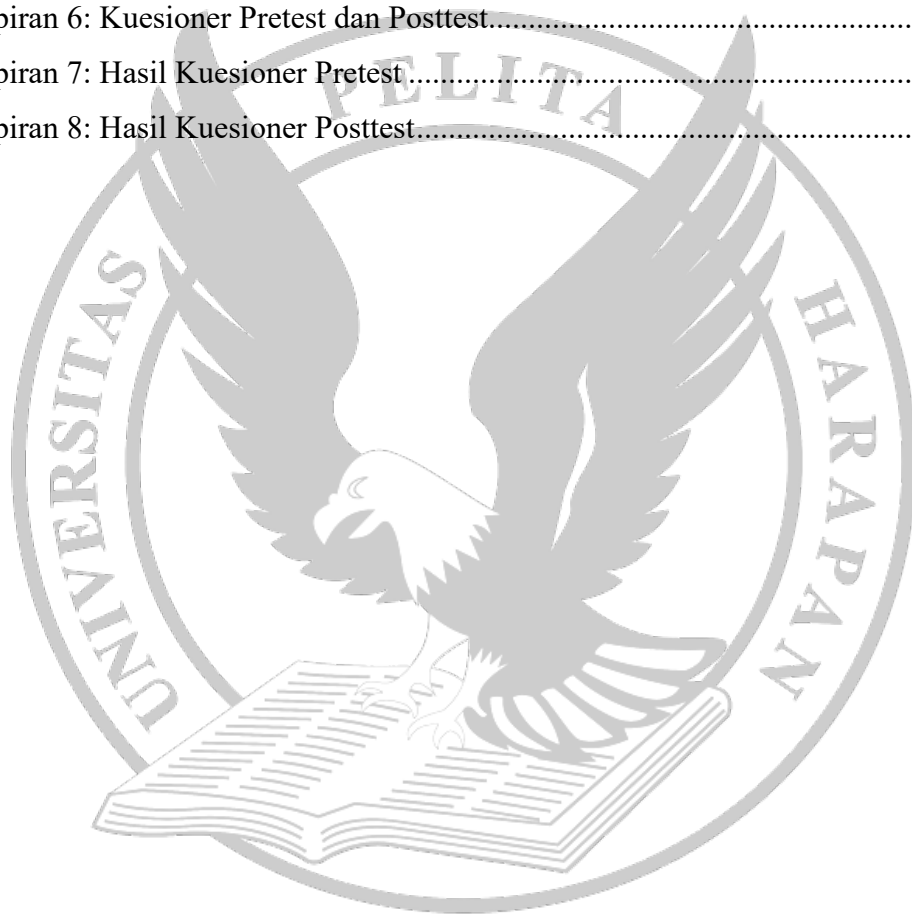 piran 6: Kuesioner Pretest dan Posttest....................................................................
piran 7: Hasil Kuesioner Pretest ................................................................................
piran 8: Hasil Kuesioner Posttest..............................................................................
UNIVERSITAS PELITA HARAPAN